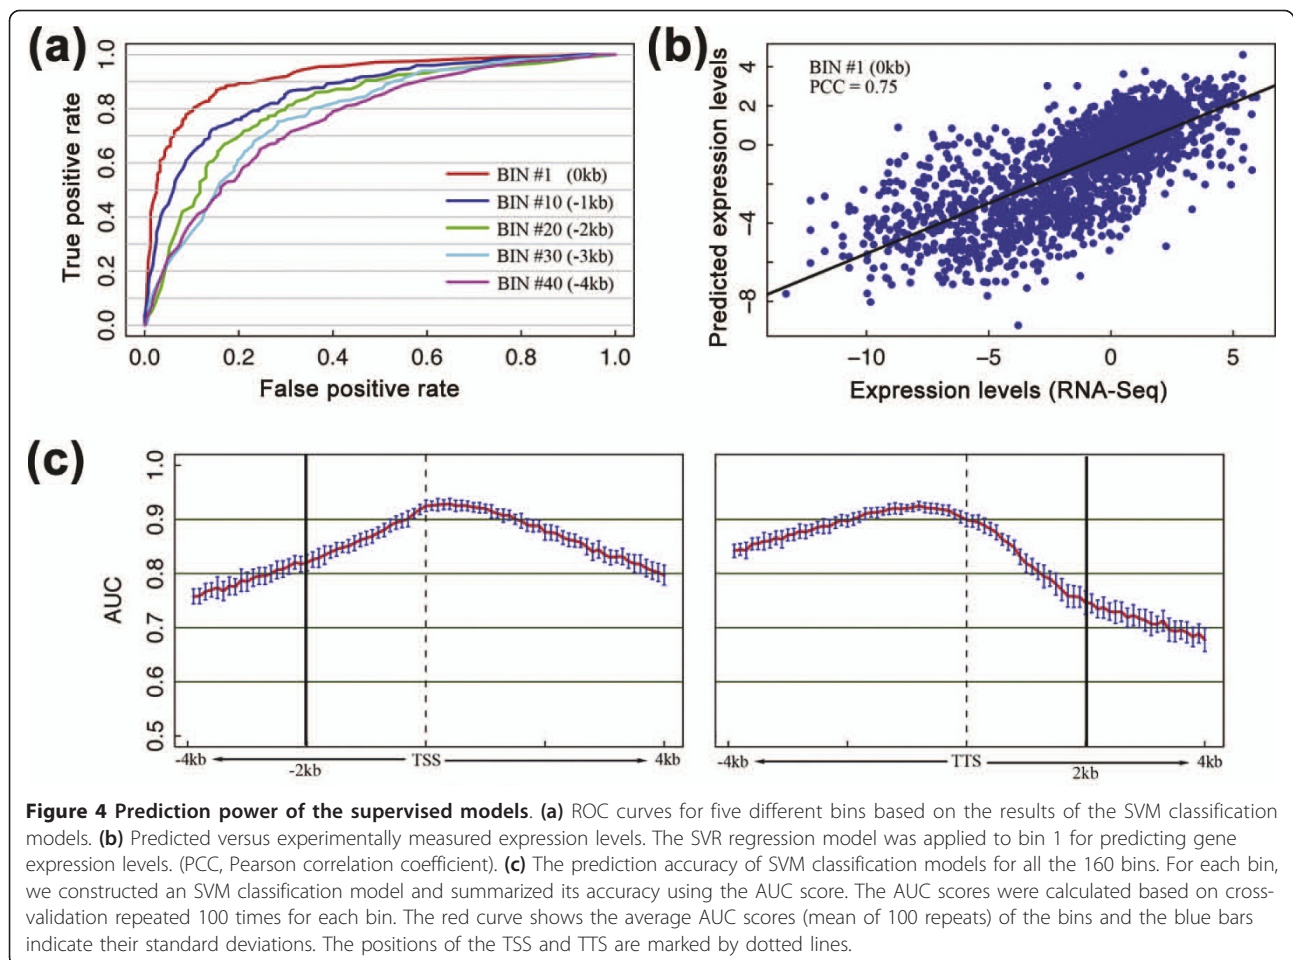 (a)
True positive rate
1.0
0.8
0.6
0.4
0.2
0.0
BIN #1 (0kb)
BIN #10 (-1kb)
BIN #20 (-2kb)
BIN #30 (-3kb)
BIN #40 (-4kb)
0.0 0.2 0.4 0.6 0.8 1.0
False positive rate
(b)
Predicted expression levels
4
2
0
−4
−8
BIN #1 (0kb)
PCC = 0.75
−10 −5 0 5
Expression levels (RNA-Seq)
(c)
AUC
1.0
0.9
0.8
0.7
0.6
0.5
-4kb -2kb TSS 4kb
-4kb TTS 2kb 4kb
Figure 4 Prediction power of the supervised models. (a) ROC curves for five different bins based on the results of the SVM classification
models. (b) Predicted versus experimentally measured expression levels. The SVR regression model was applied to bin 1 for predicting gene
expression levels. (PCC, Pearson correlation coefficient). (c) The prediction accuracy of SVM classification models for all the 160 bins. For each bin,
we constructed an SVM classification model and summarized its accuracy using the AUC score. The AUC scores were calculated based on cross-
validation repeated 100 times for each bin. The red curve shows the average AUC scores (mean of 100 repeats) of the bins and the blue bars
indicate their standard deviations. The positions of the TSS and TTS are marked by dotted lines.